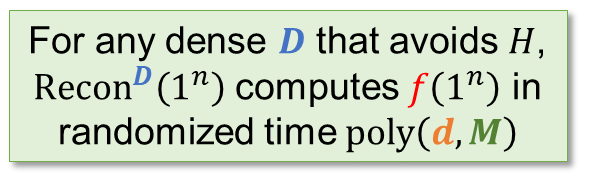 For any dense D that avoids H,
Recon^D(1^n) computes f(1^n) in
randomized time poly(d, M)